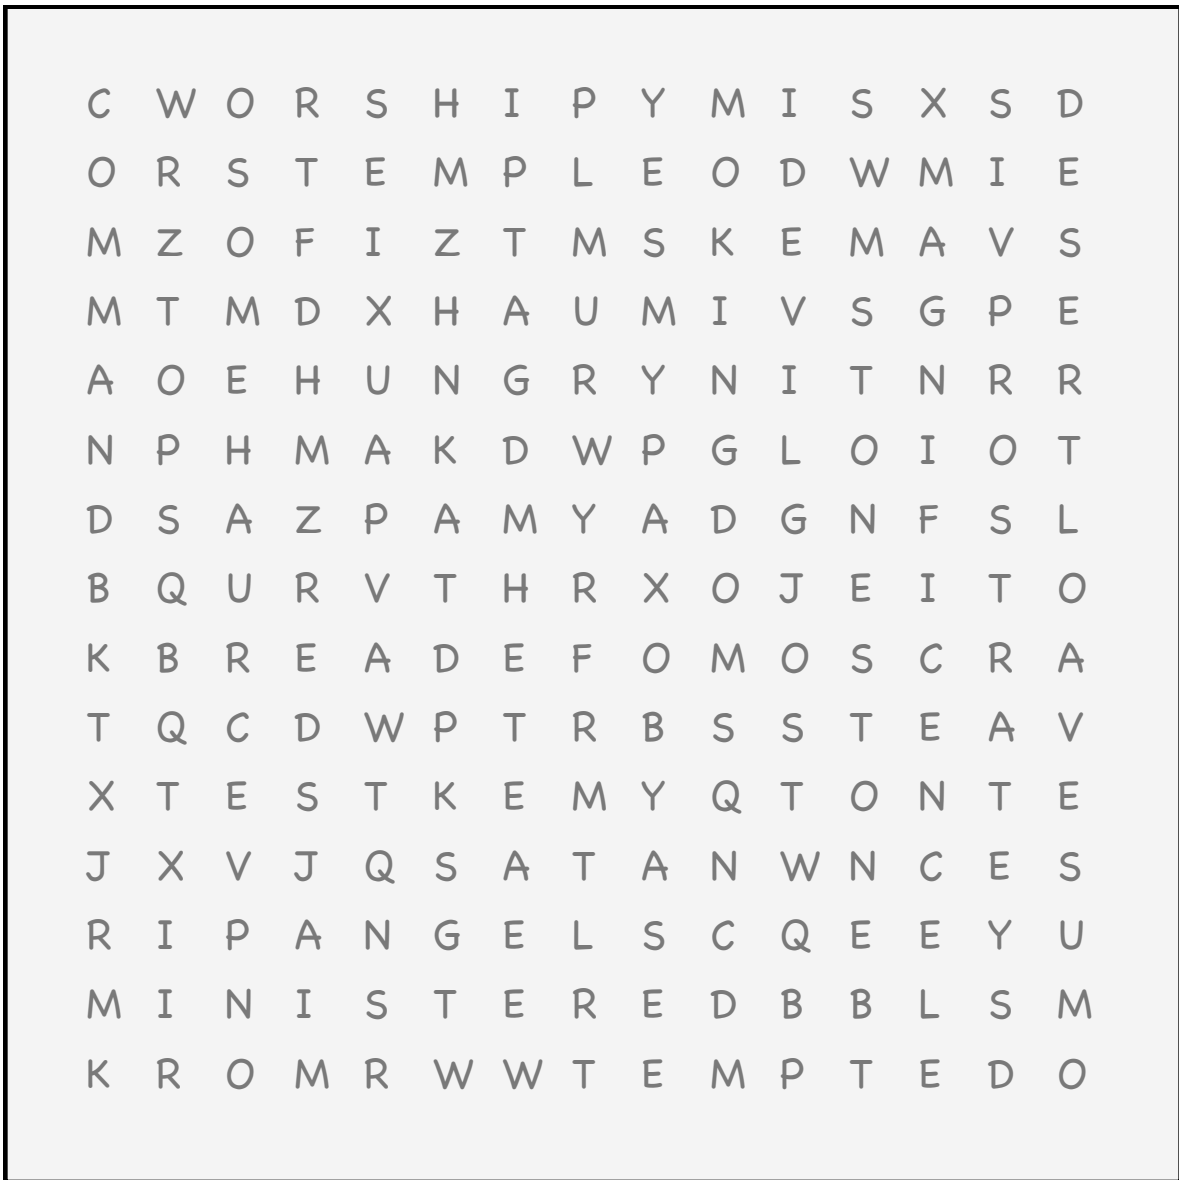 C W O R S H I P Y M I S X S D
O R S T E M P L E O D W M I E
M Z O F I Z T M S K E M A V S
M T M D X H A U M I V S G P E
A O E H U N G R Y N I T N R R
N P H M A K D W P G L O I O T
D S A Z P A M Y A D G N F S L
B Q U R V T H R X O J E I T O
K B R E A D E F O M O S C R A
T Q C D W P T R B S S T E A V
X T E S T K E M Y Q T O N T E
J X V J Q S A T A N W N C E S
R I P A N G E L S C Q E E Y U
M I N I S T E R E D B B L S M
K R O M R W W T E M P T E D O